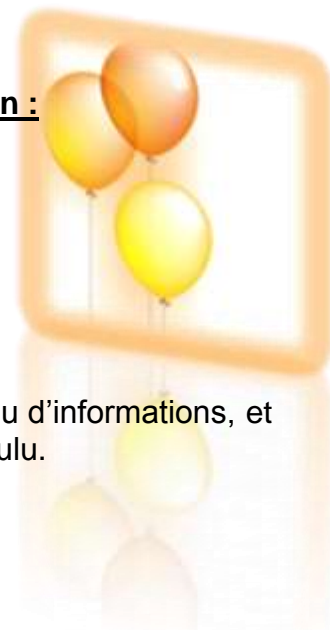 n :
u d’informations, et
ulu.